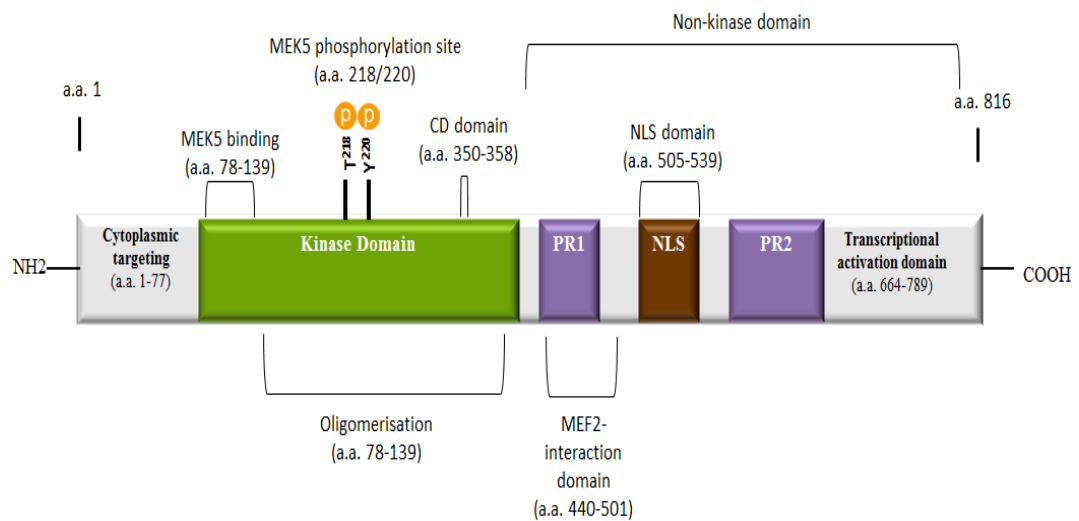 Non-kinase domain
MEK5 phosphorylation site
(a.a. 218/220)
a.a. 1
a.a. 816
P P
MEK5 binding
(a.a. 78-139)
T218
Y220
CD domain
(a.a. 350-358)
NLS domain
(a.a. 505-539)
NH2
Cytoplasmic
targeting
(a.a. 1-77)
Kinase Domain
PR1
NLS
PR2
Transcriptional
activation domain
(a.a. 664-789)
COOH
Oligomerisation
(a.a. 78-139)
MEF2-
interaction
domain
(a.a. 440-501)